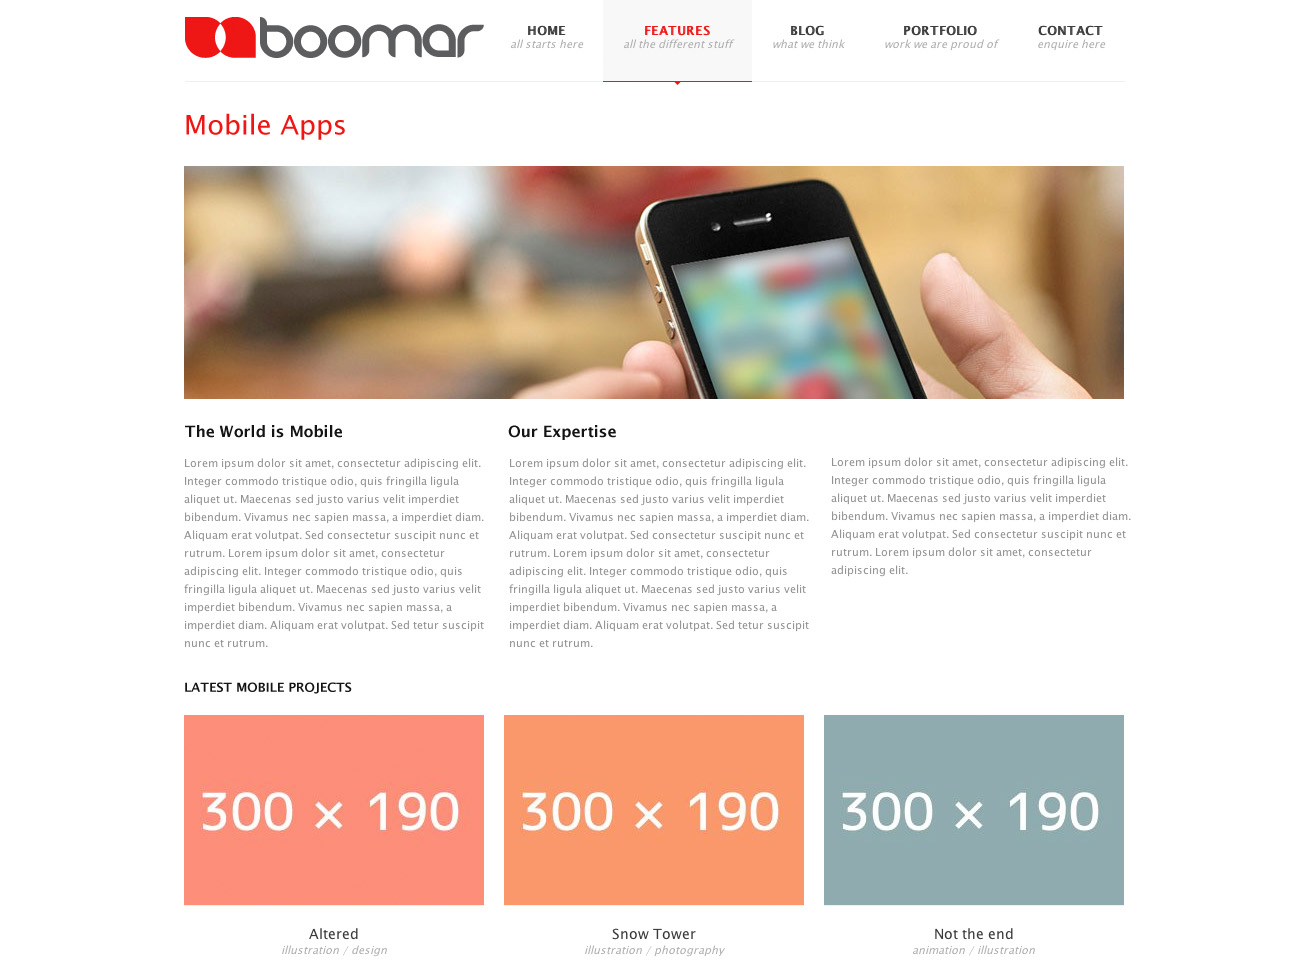 boomar
HOME
all starts here
FEATURES
all the different stuff
BLOG
what we think
PORTFOLIO
work we are proud of
CONTACT
enquire here
Mobile Apps
The World is Mobile
Lorem ipsum dolor sit amet, consectetur adipiscing elit.
Integer commodo tristique odio, quis fringilla ligula
aliquet ut. Maecenas sed justo varius velit imperdiet
bibendum. Vivamus nec sapien massa, a imperdiet diam.
Aliquam erat volutpat. Sed consectetur suscipit nunc et
rutrum. Lorem ipsum dolor sit amet, consectetur
adipiscing elit. Integer commodo tristique odio, quis
fringilla ligula aliquet ut. Maecenas sed justo varius velit
imperdiet bibendum. Vivamus nec sapien massa, a
imperdiet diam. Aliquam erat volutpat. Sed tetur suscipit
nunc et rutrum.
Our Expertise
Lorem ipsum dolor sit amet, consectetur adipiscing elit.
Integer commodo tristique odio, quis fringilla ligula
aliquet ut. Maecenas sed justo varius velit imperdiet
bibendum. Vivamus nec sapien massa, a imperdiet diam.
Aliquam erat volutpat. Sed consectetur suscipit nunc et
rutrum. Lorem ipsum dolor sit amet, consectetur
adipiscing elit. Integer commodo tristique odio, quis
fringilla ligula aliquet ut. Maecenas sed justo varius velit
imperdiet bibendum. Vivamus nec sapien massa, a
imperdiet diam. Aliquam erat volutpat. Sed tetur suscipit
nunc et rutrum.
Lorem ipsum dolor sit amet, consectetur adipiscing elit.
Integer commodo tristique odio, quis fringilla ligula
aliquet ut. Maecenas sed justo varius velit imperdiet
bibendum. Vivamus nec sapien massa, a imperdiet diam.
Aliquam erat volutpat. Sed consectetur suscipit nunc et
rutrum. Lorem ipsum dolor sit amet, consectetur
adipiscing elit.
LATEST MOBILE PROJECTS
300 × 190
300 × 190
300 × 190
Altered
illustration / design
Snow Tower
illustration / photography
Not the end
animation / illustration